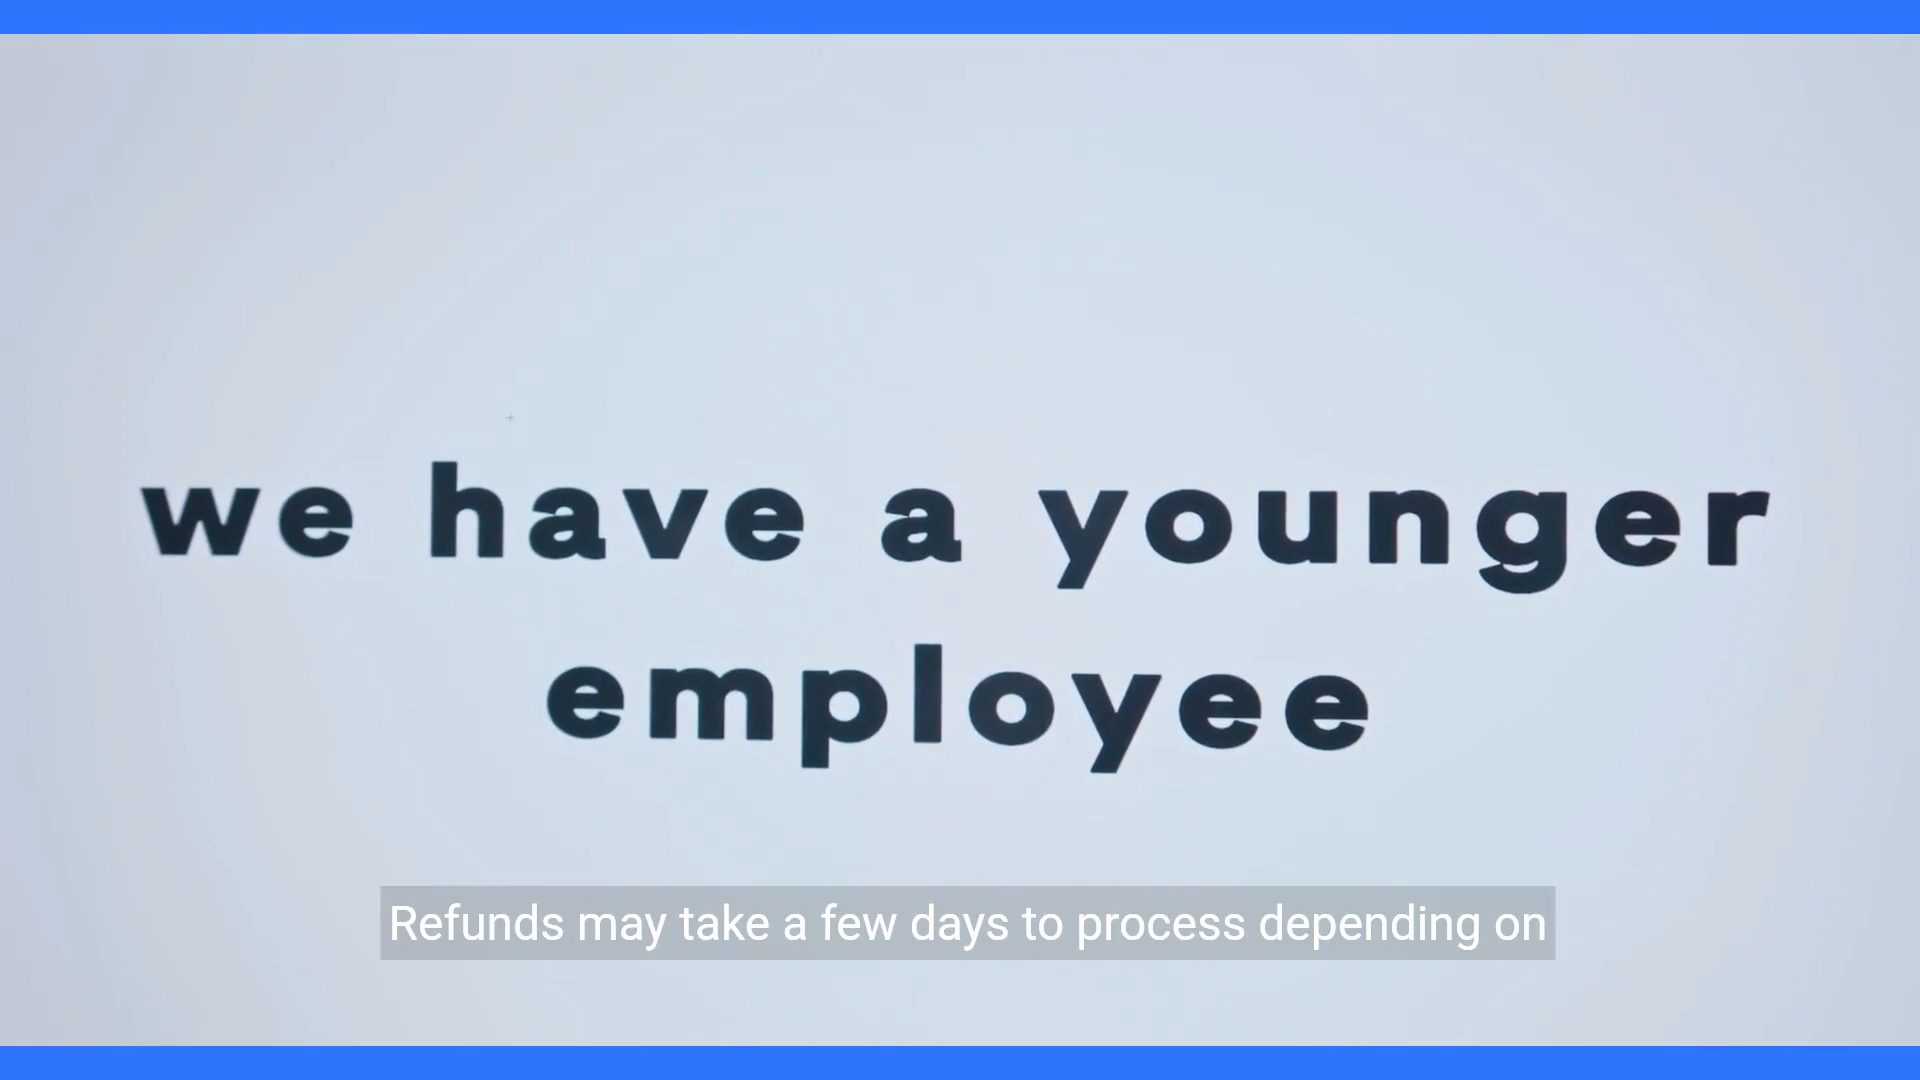 we have a younger
employee
Refunds may take a few days to process depending on